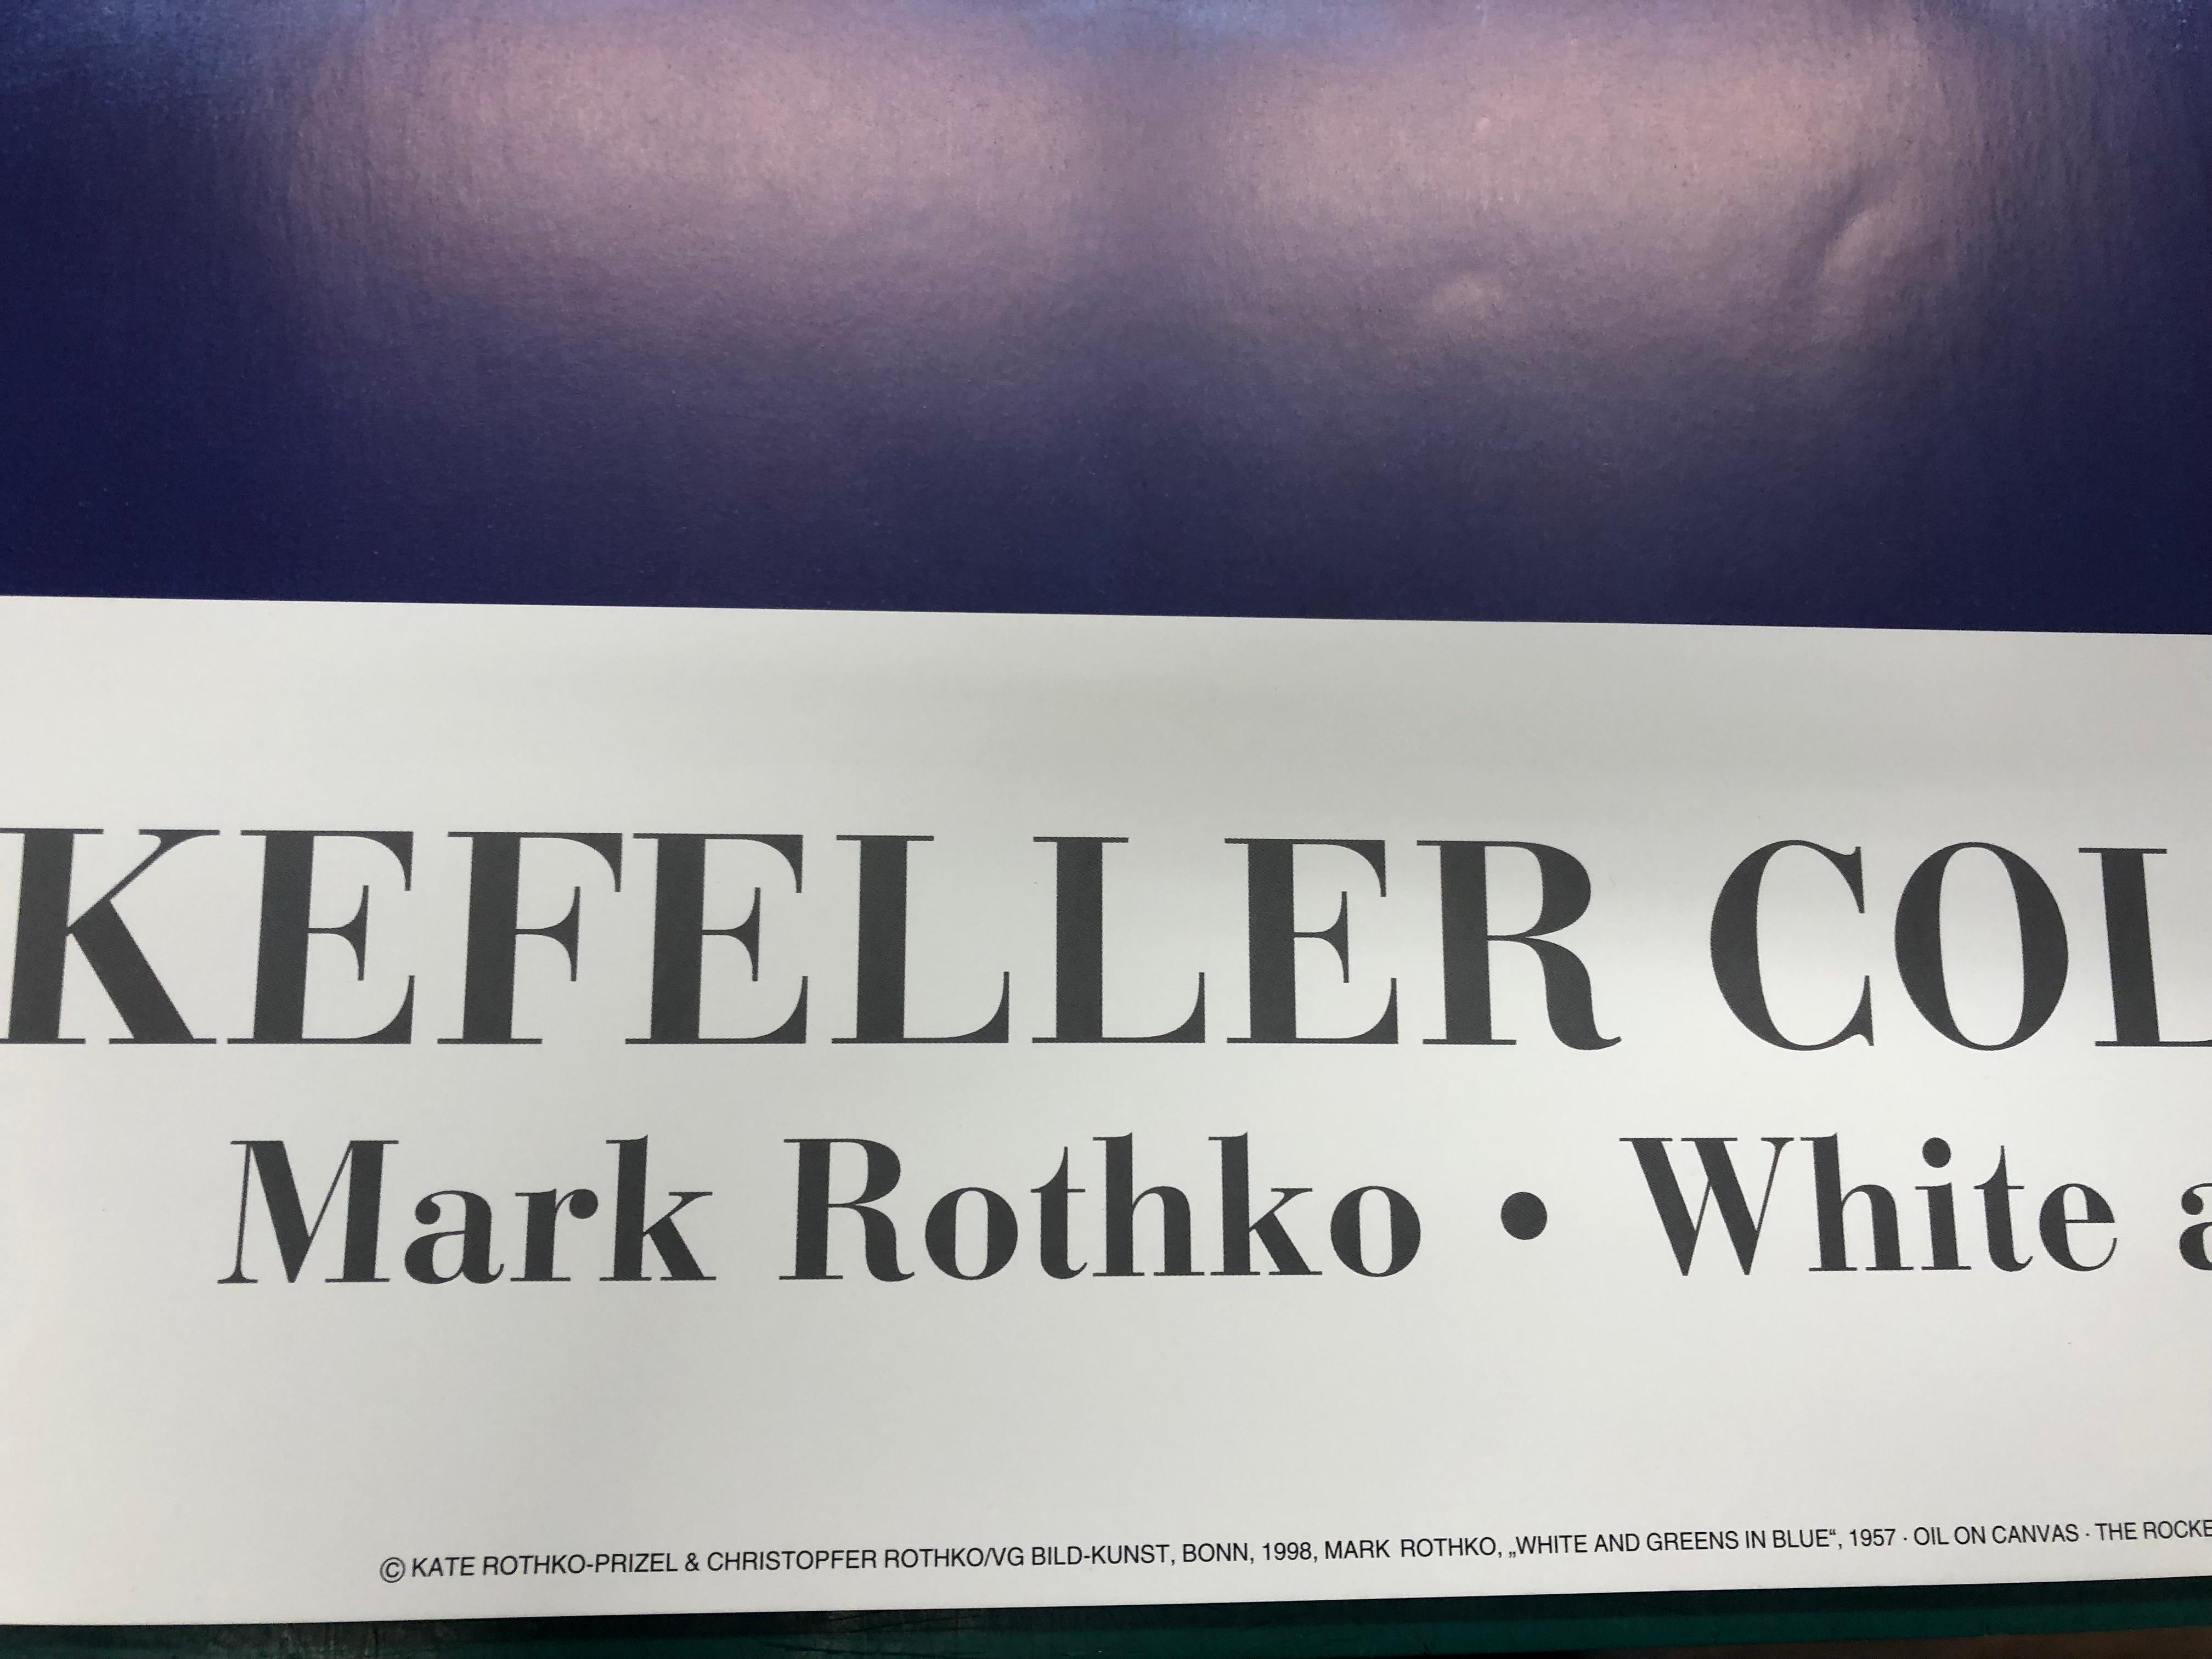 KEFELLER COL
Mark Rothko • White a
© KATE ROTHKO-PRIZEL & CHRISTOPFER ROTHKO/VG BILD-KUNST, BONN, 1998, MARK ROTHKO, „WHITE AND GREENS IN BLUE“, 1957 · OIL ON CANVAS · THE ROCKE